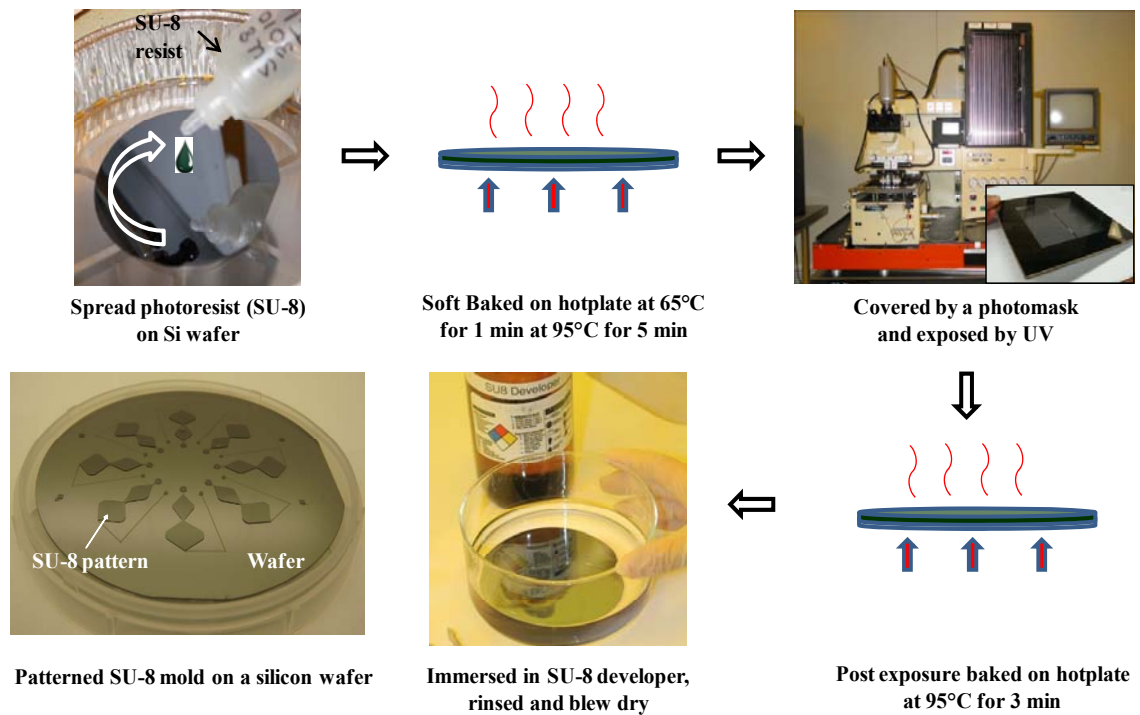 SU-8
resist
Spread photoresist (SU-8)
on Si wafer
Soft Baked on hotplate at 65°C
for 1 min at 95°C for 5 min
Covered by a photomask
and exposed by UV
SU-8 pattern
Wafer
SU8 Developer
Patterned SU-8 mold on a silicon wafer
Immersed in SU-8 developer,
rinsed and blew dry
Post exposure baked on hotplate
at 95°C for 3 min